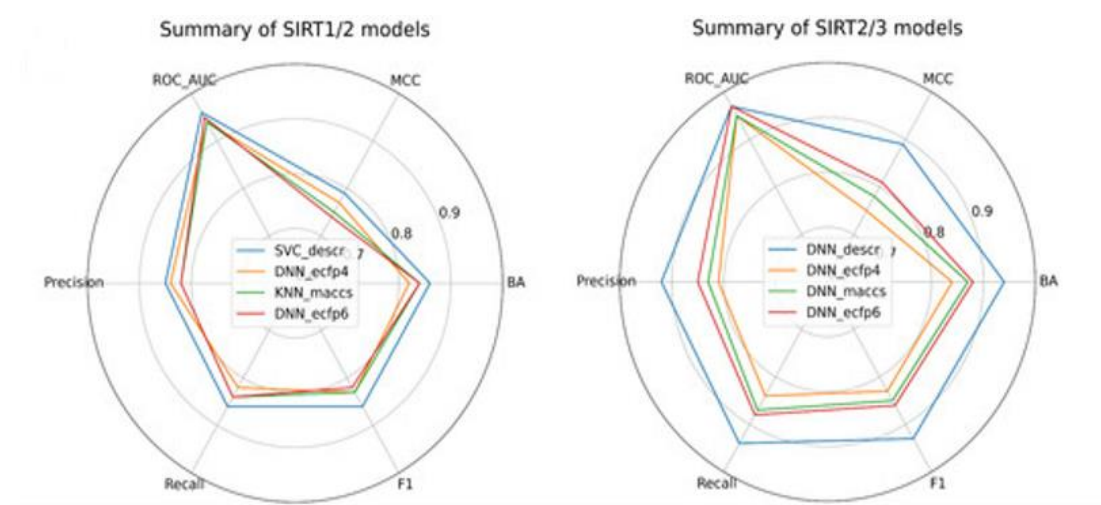 Summary of SIRT1/2 models
ROC_AUC
MCC
0.9
0.8
SVC_descr
DNN_ecfp4
KNN_maccs
DNN_ecfp6
Precision
BA
Recall
F1
Summary of SIRT2/3 models
ROC_AUC
MCC
0.9
0.8
DNN_descr
DNN_ecfp4
DNN_maccs
DNN_ecfp6
Precision
BA
Recall
F1